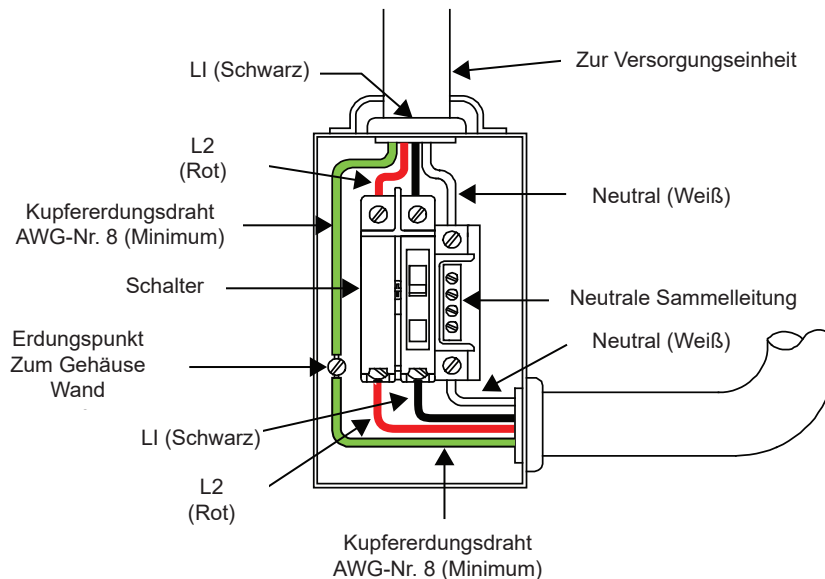 LI (Schwarz)
Zur Versorgungseinheit
L2
(Rot)
Neutral (Weiß)
Kupfererdungsdraht
AWG-Nr. 8 (Minimum)
Schalter
Neutrale Sammelleitung
Erdungspunkt
Zum Gehäuse
Wand
Neutral (Weiß)
LI (Schwarz)
L2
(Rot)
Kupfererdungsdraht
AWG-Nr. 8 (Minimum)